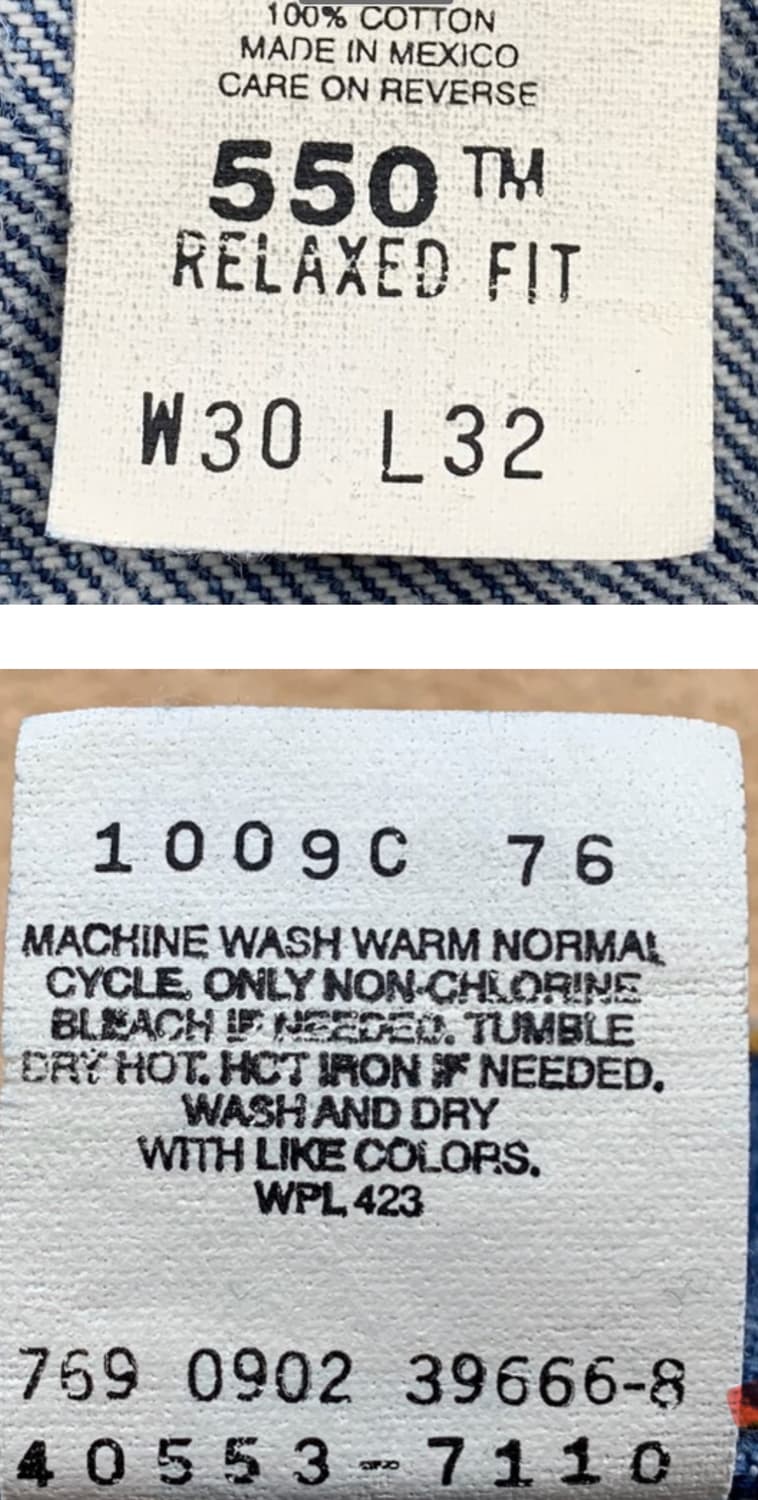 100% COTTON
MADE IN MEXICO
CARE ON REVERSE
550™
RELAXED FIT
W30 L32
1009C 76
MACHINE WASH WARM NORMAL
CYCLE. ONLY NON-CHLORINE
BLEACH IF NEEDED. TUMBLE
DRY HOT. HOT IRON IF NEEDED.
WASH AND DRY
WITH LIKE COLORS.
WPL 423
769 0902 39666-8
40553-7110